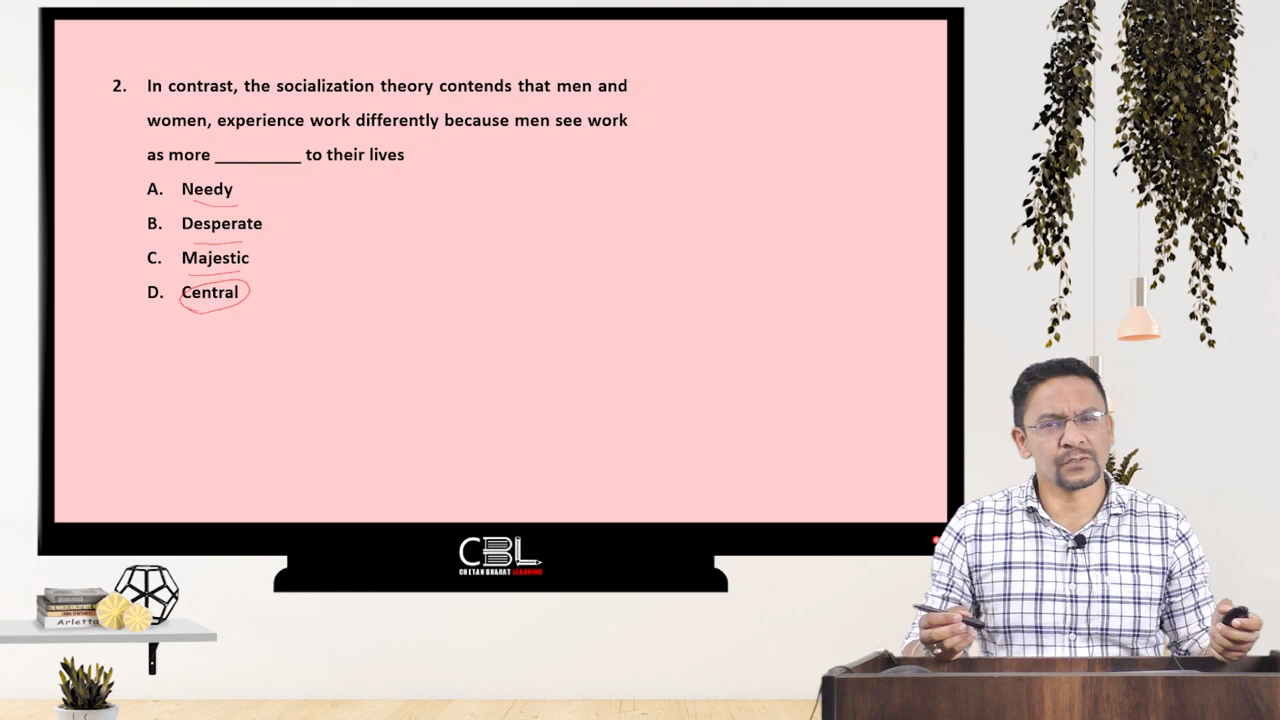 2. In contrast, the socialization theory contends that men and
women, experience work differently because men see work
as more __________ to their lives
A. Needy
B. Desperate
C. Majestic
D. Central
CBL
CHETAN BHARAT LEARNING
Arletta